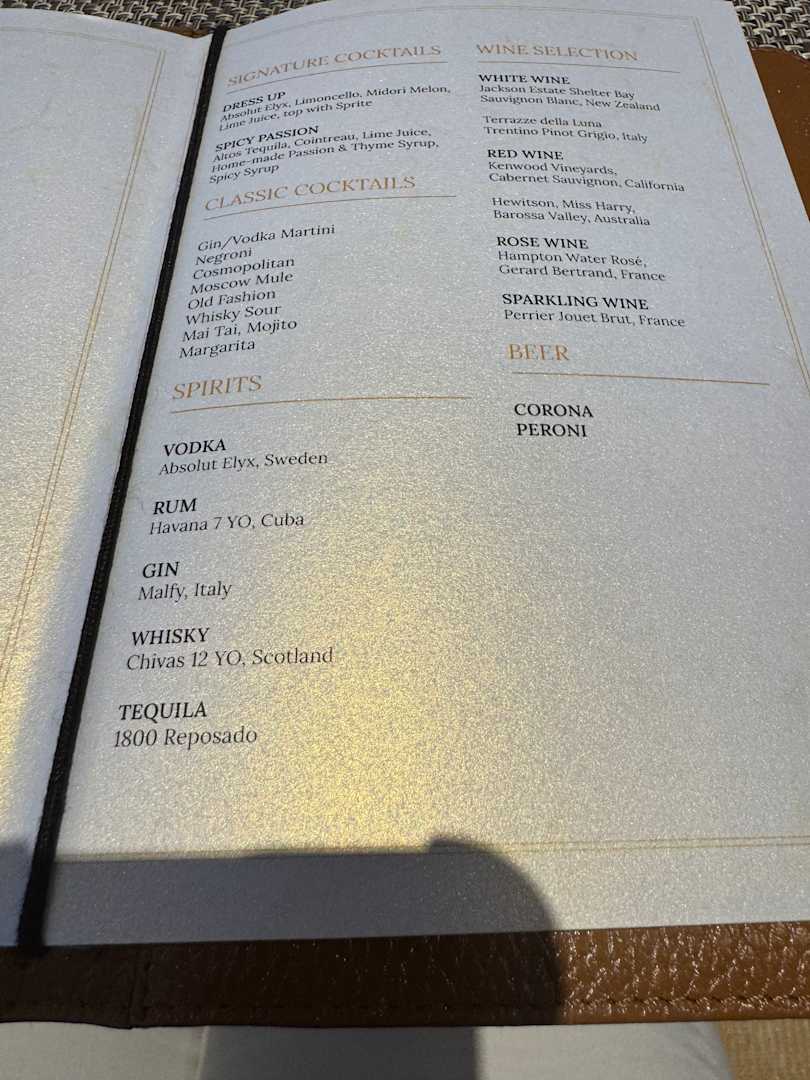 SIGNATURE COCKTAILS
DRESS UP
Absolut Elyx, Limoncello, Midori Melon,
Lime Juice, top with Sprite
SPICY PASSION
Altos Tequila, Cointreau, Lime Juice,
Home-made Passion & Thyme Syrup,
Spicy Syrup
CLASSIC COCKTAILS
Gin/Vodka Martini
Negroni
Cosmopolitan
Moscow Mule
Old Fashion
Whisky Sour
Mai Tai, Mojito
Margarita
SPIRITS
VODKA
Absolut Elyx, Sweden
RUM
Havana 7 YO, Cuba
GIN
Malfy, Italy
WHISKY
Chivas 12 YO, Scotland
TEQUILA
1800 Reposado
WINE SELECTION
WHITE WINE
Jackson Estate Shelter Bay
Sauvignon Blanc, New Zealand
Terrazze della Luna
Trentino Pinot Grigio, Italy
RED WINE
Kenwood Vineyards,
Cabernet Sauvignon, California
Hewitson, Miss Harry,
Barossa Valley, Australia
ROSE WINE
Hampton Water Rosé,
Gerard Bertrand, France
SPARKLING WINE
Perrier Jouet Brut, France
BEER
CORONA
PERONI